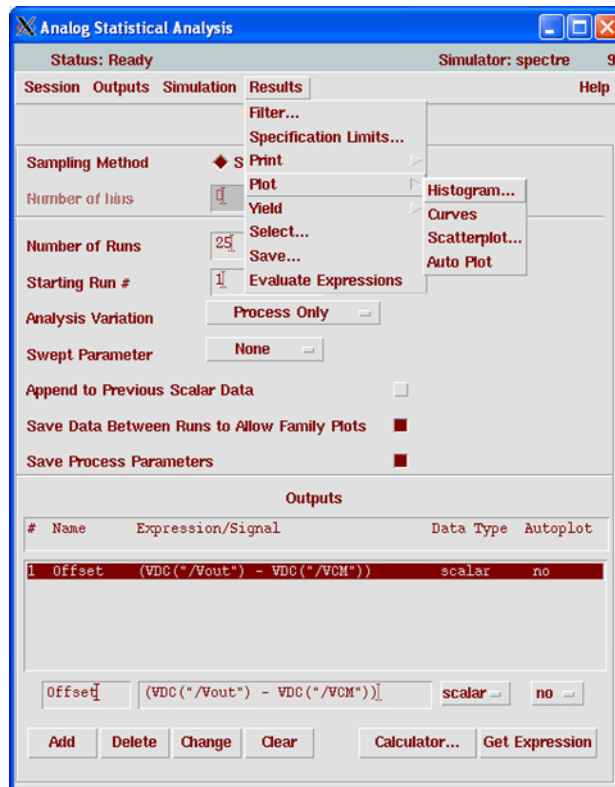 Analog Statistical Analysis
Status: Ready Simulator: spectre 9
Session Outputs Simulation Results Help
Filter...
Specification Limits...
Sampling Method S Print
Number of bins 0 Plot Histogram...
Yield Curves
Number of Runs 25 Select... Scatterplot...
Save... Auto Plot
Starting Run # 1 Evaluate Expressions
Analysis Variation Process Only
Swept Parameter None
Append to Previous Scalar Data
Save Data Between Runs to Allow Family Plots
Save Process Parameters
Outputs
# Name Expression/Signal Data Type Autoplot
1 Offset (VDC("/Vout") - VDC("/VCM")) scalar no
Offset (VDC("/Vout") - VDC("/VCM")) scalar no
Add Delete Change Clear Calculator... Get Expression